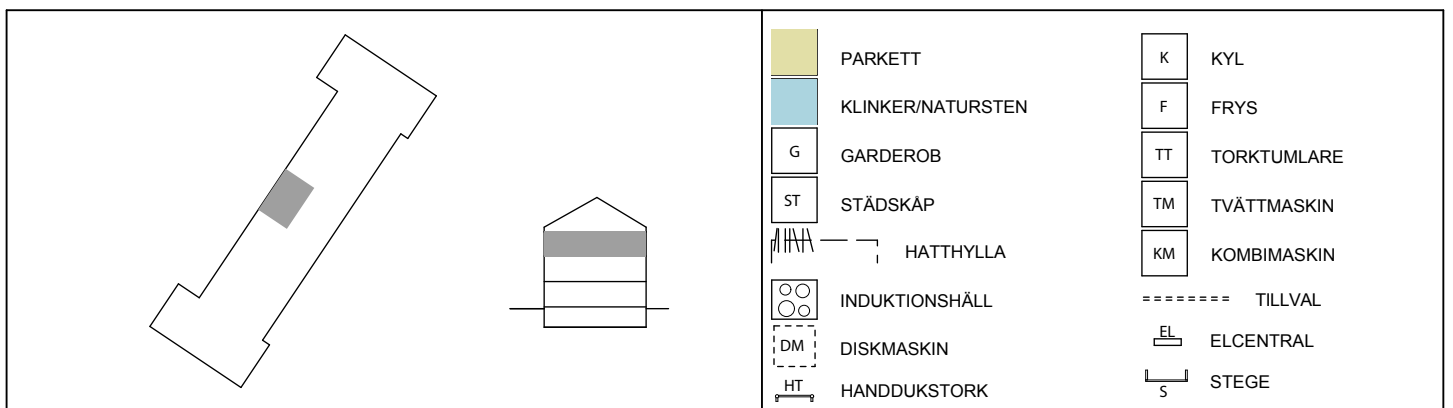 PARKETT
KLINKER/NATURSTEN
G GARDEROB
ST STÄDSKÅP
HATTHYLLA
INDUKTIONSHÄLL
DM DISKMASKIN
HT HANDDUKSTORK
K KYL
F FRYS
TT TORKTUMLARE
TM TVÄTTMASKIN
KM KOMBIMASKIN
TILLVAL
EL ELCENTRAL
S STEGE